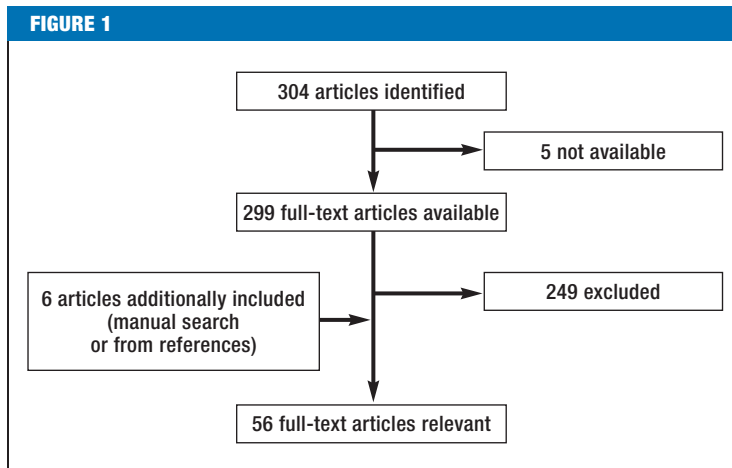 FIGURE 1
304 articles identified
5 not available
299 full-text articles available
6 articles additionally included
(manual search
or from references)
249 excluded
56 full-text articles relevant